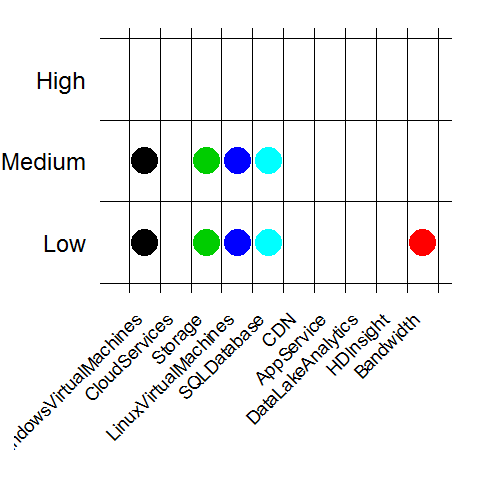 High
Medium
Low
ndowsVirtualMachines
CloudServices
Storage
LinuxVirtualMachines
SQLDatabase
CDN
AppService
DataLakeAnalytics
HDInsight
Bandwidth